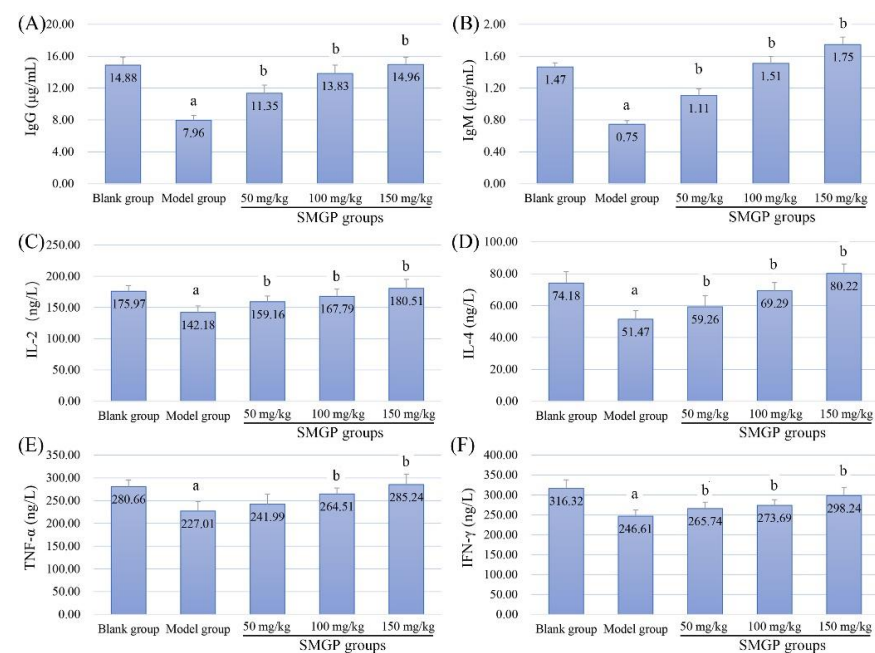 (A)
20.00
16.00
12.00
8.00
4.00
0.00
IgG (μg/mL)
14.88
a
7.96
b
11.35
b
13.83
b
14.96
Blank group Model group 50 mg/kg 100 mg/kg 150 mg/kg
SMGP groups
(B)
2.00
1.60
1.20
0.80
0.40
0.00
IgM (μg/mL)
1.47
a
0.75
b
1.11
b
1.51
b
1.75
Blank group Model group 50 mg/kg 100 mg/kg 150 mg/kg
SMGP groups
(C)
250.00
200.00
150.00
100.00
50.00
0.00
IL-2 (ng/L)
175.97
a
142.18
b
159.16
b
167.79
b
180.51
Blank group Model group 50 mg/kg 100 mg/kg 150 mg/kg
SMGP groups
(D)
100.00
80.00
60.00
40.00
20.00
0.00
IL-4 (ng/L)
74.18
a
51.47
b
59.26
b
69.29
b
80.22
Blank group Model group 50 mg/kg 100 mg/kg 150 mg/kg
SMGP groups
(E)
350.00
300.00
250.00
200.00
150.00
100.00
50.00
0.00
TNF-α (ng/L)
280.66
a
227.01
241.99
b
264.51
b
285.24
Blank group Model group 50 mg/kg 100 mg/kg 150 mg/kg
SMGP groups
(F)
400.00
350.00
300.00
250.00
200.00
150.00
100.00
50.00
0.00
IFN-γ (ng/L)
316.32
a
246.61
b
265.74
b
273.69
b
298.24
Blank group Model group 50 mg/kg 100 mg/kg 150 mg/kg
SMGP groups